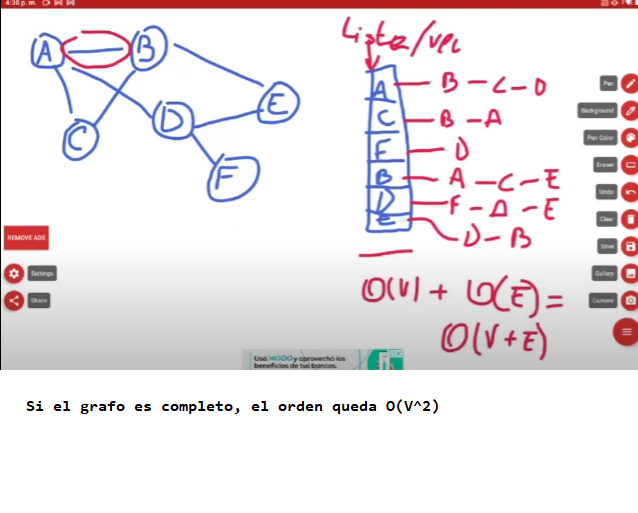 4:38 p. m.
Lista/vec
A B
A - B - C - D
Pen
E
C - B - A
Background
D
F - D
Pen Color
C
B - A - C - E
Eraser
F
D - F - A - E
Undo
E - D - B
Clear
REMOVE ADS
Save
Settings
O(V) + O(E) =
Gallery
Share
Camera
O(V+E)
Usá MODO y aprovechá los
beneficios de tus bancos.
Si el grafo es completo, el orden queda O(V^2)